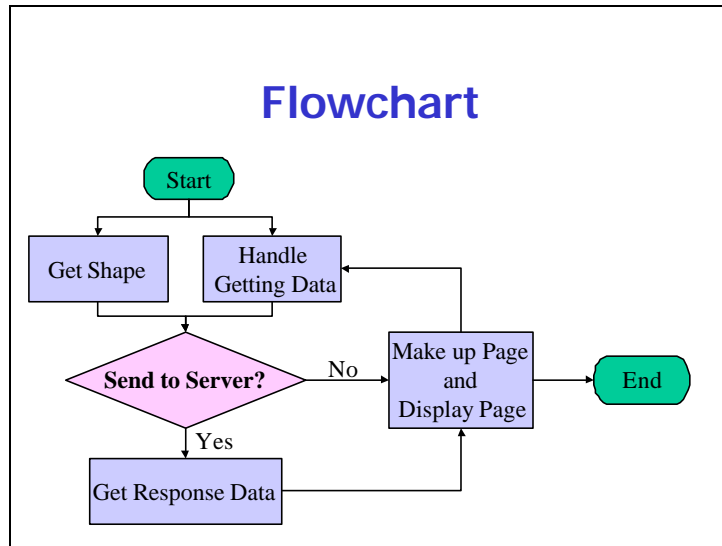 Flowchart
Start
Get Shape
Handle
Getting Data
Send to Server?
No
Make up Page
and
Display Page
End
Yes
Get Response Data